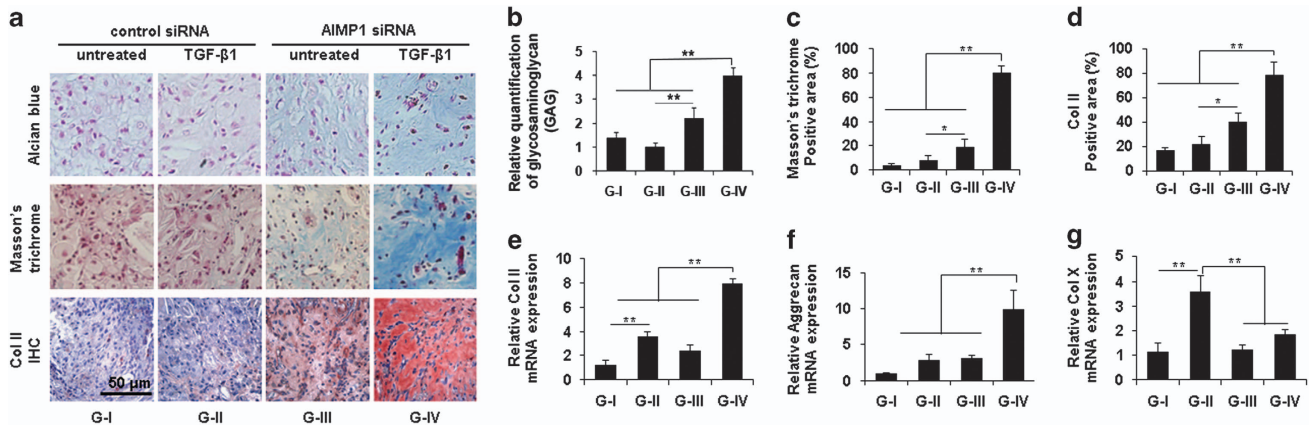 a
control siRNA
AIMP1 siRNA
untreated
TGF-β1
untreated
TGF-β1
Alcian blue
Masson's
trichrome
Col II
IHC
50 µm
G-I
G-II
G-III
G-IV
b
Relative quantification
of glycosaminoglycan
(GAG)
5
4
3
2
1
0
**
**
G-I
G-II
G-III
G-IV
c
Masson's trichrome
Positive area (%)
100
80
60
40
20
0
**
*
G-I
G-II
G-III
G-IV
d
Col II
Positive area (%)
100
80
60
40
20
0
**
*
G-I
G-II
G-III
G-IV
e
Relative Col II
mRNA expression
10
8
6
4
2
0
**
**
G-I
G-II
G-III
G-IV
f
Relative Aggrecan
mRNA expression
15
10
5
0
**
G-I
G-II
G-III
G-IV
g
Relative Col X
mRNA expression
5
4
3
2
1
0
**
**
G-I
G-II
G-III
G-IV